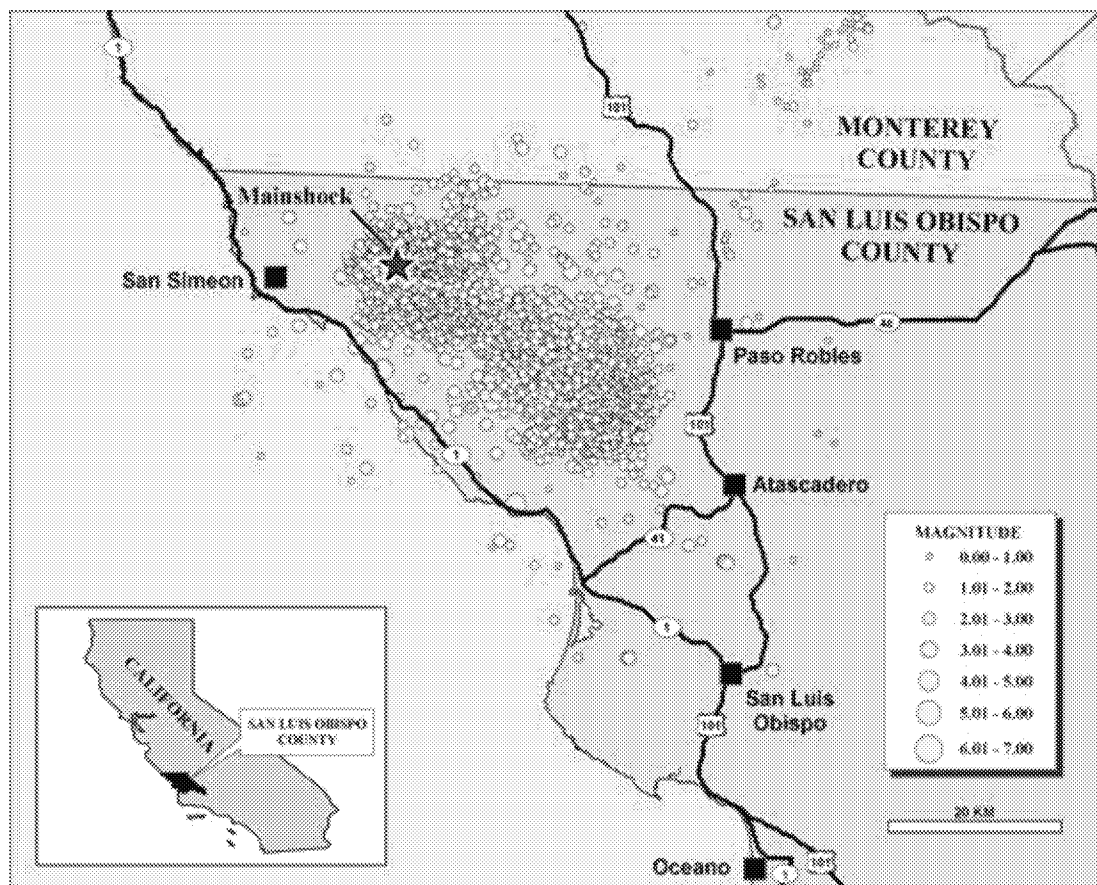 1
101
MONTEREY
COUNTY
Mainshock
SAN LUIS OBISPO
COUNTY
San Simeon
46
Paso Robles
101
1
Atascadero
41
MAGNITUDE
0.00 - 1.00
1.01 - 2.00
2.01 - 3.00
3.01 - 4.00
4.01 - 5.00
5.01 - 6.00
6.01 - 7.00
1
CALIFORNIA
SAN LUIS OBISPO
COUNTY
San Luis
Obispo
101
20 KM
Oceano
1
101